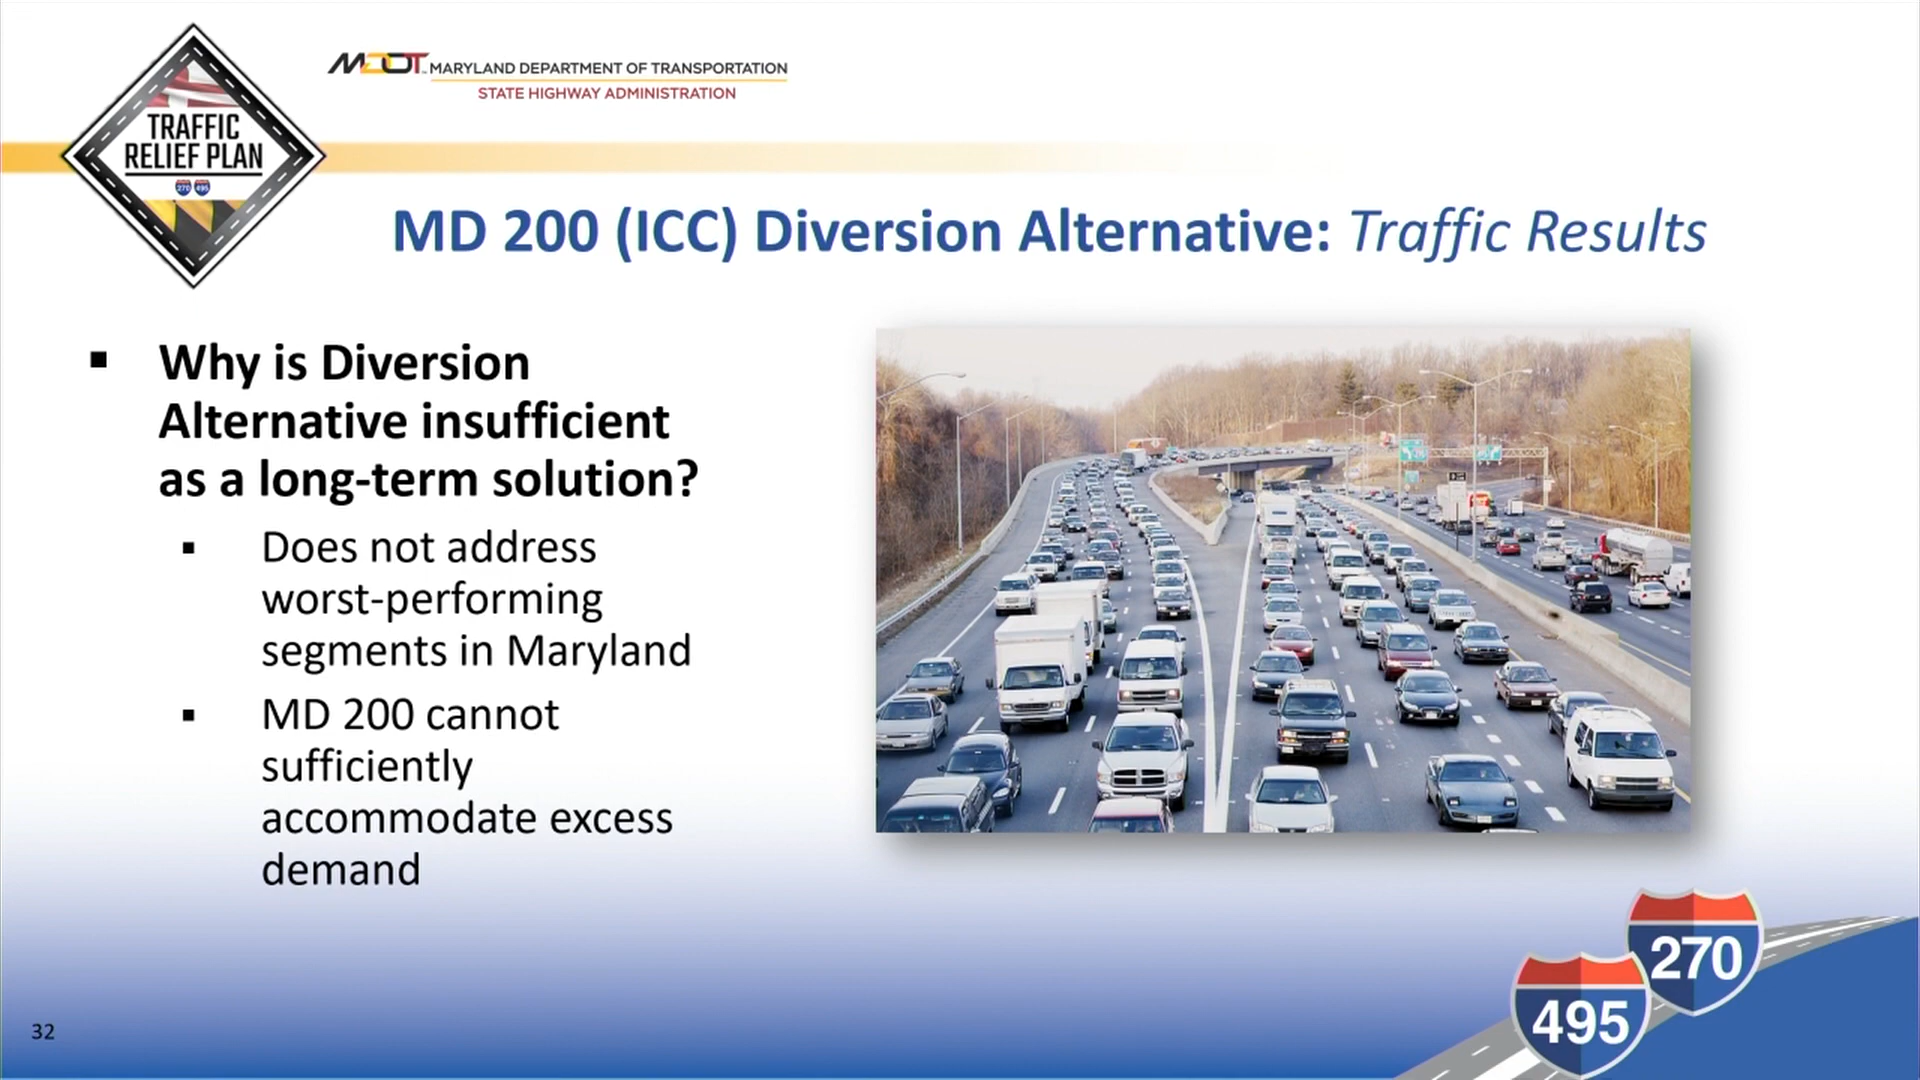 MDOT MARYLAND DEPARTMENT OF TRANSPORTATION
STATE HIGHWAY ADMINISTRATION
TRAFFIC
RELIEF PLAN
270 495
MD 200 (ICC) Diversion Alternative: Traffic Results
▪ Why is Diversion
Alternative insufficient
as a long-term solution?
▪ Does not address
worst-performing
segments in Maryland
▪ MD 200 cannot
sufficiently
accommodate excess
demand
270
495
32